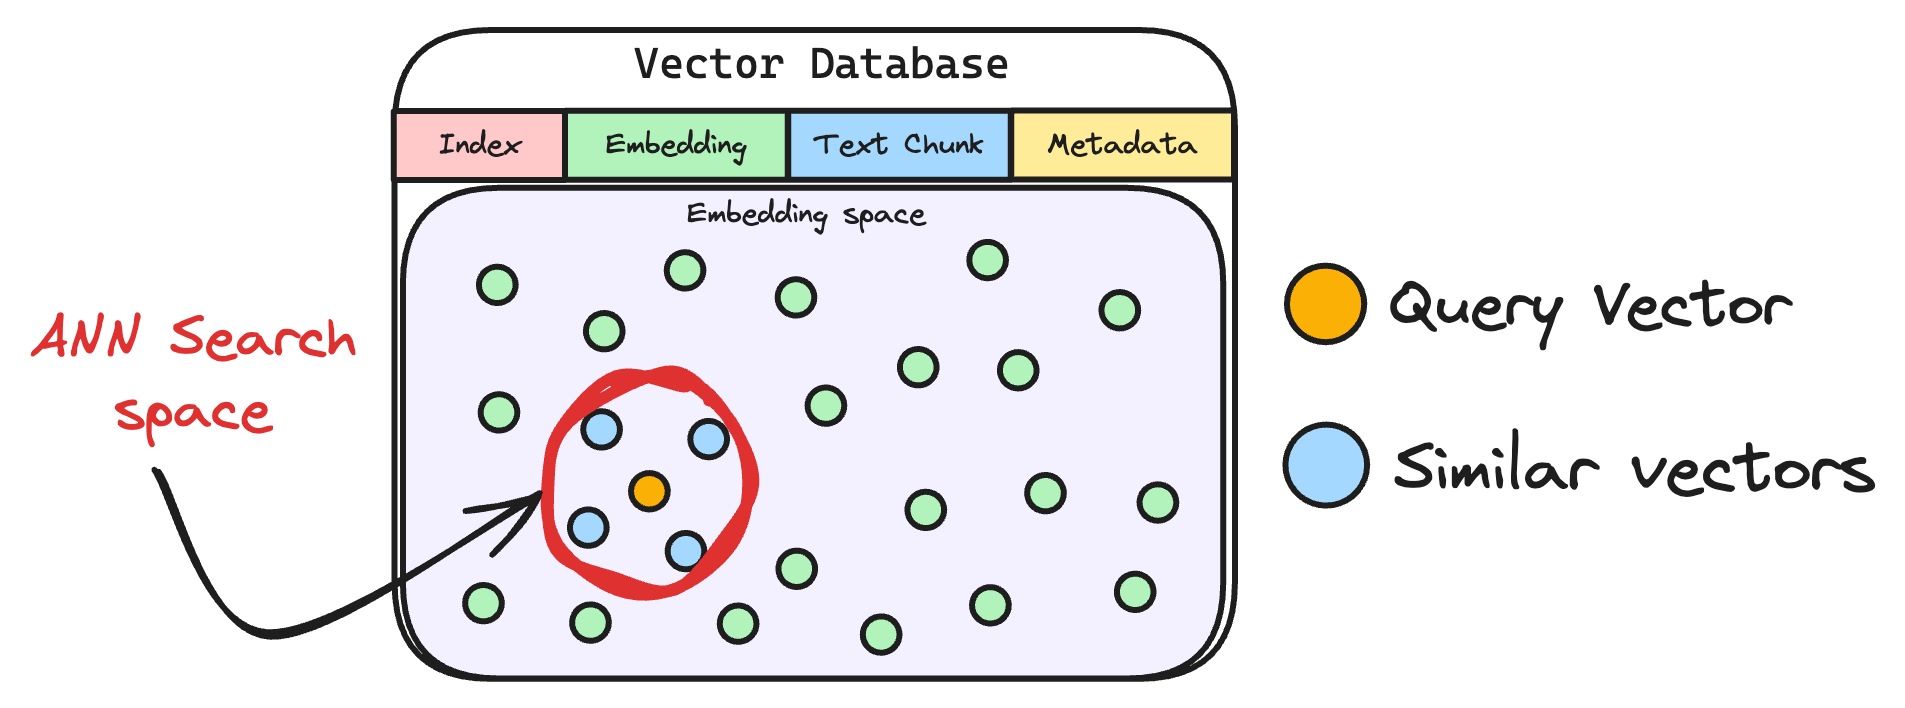 Vector Database
Index
Embedding
Text Chunk
Metadata
Embedding space
ANN Search
space
Query Vector
Similar vectors